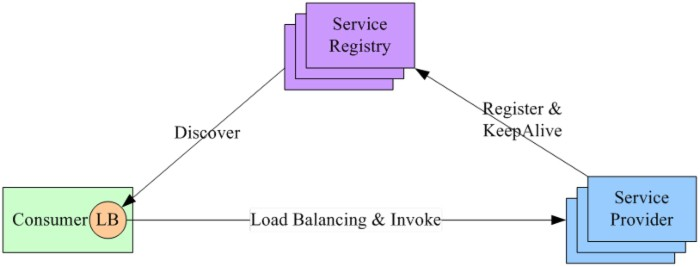 Service
Registry
Register &
KeepAlive
Discover
Consumer
LB
Load Balancing & Invoke
Service
Provider